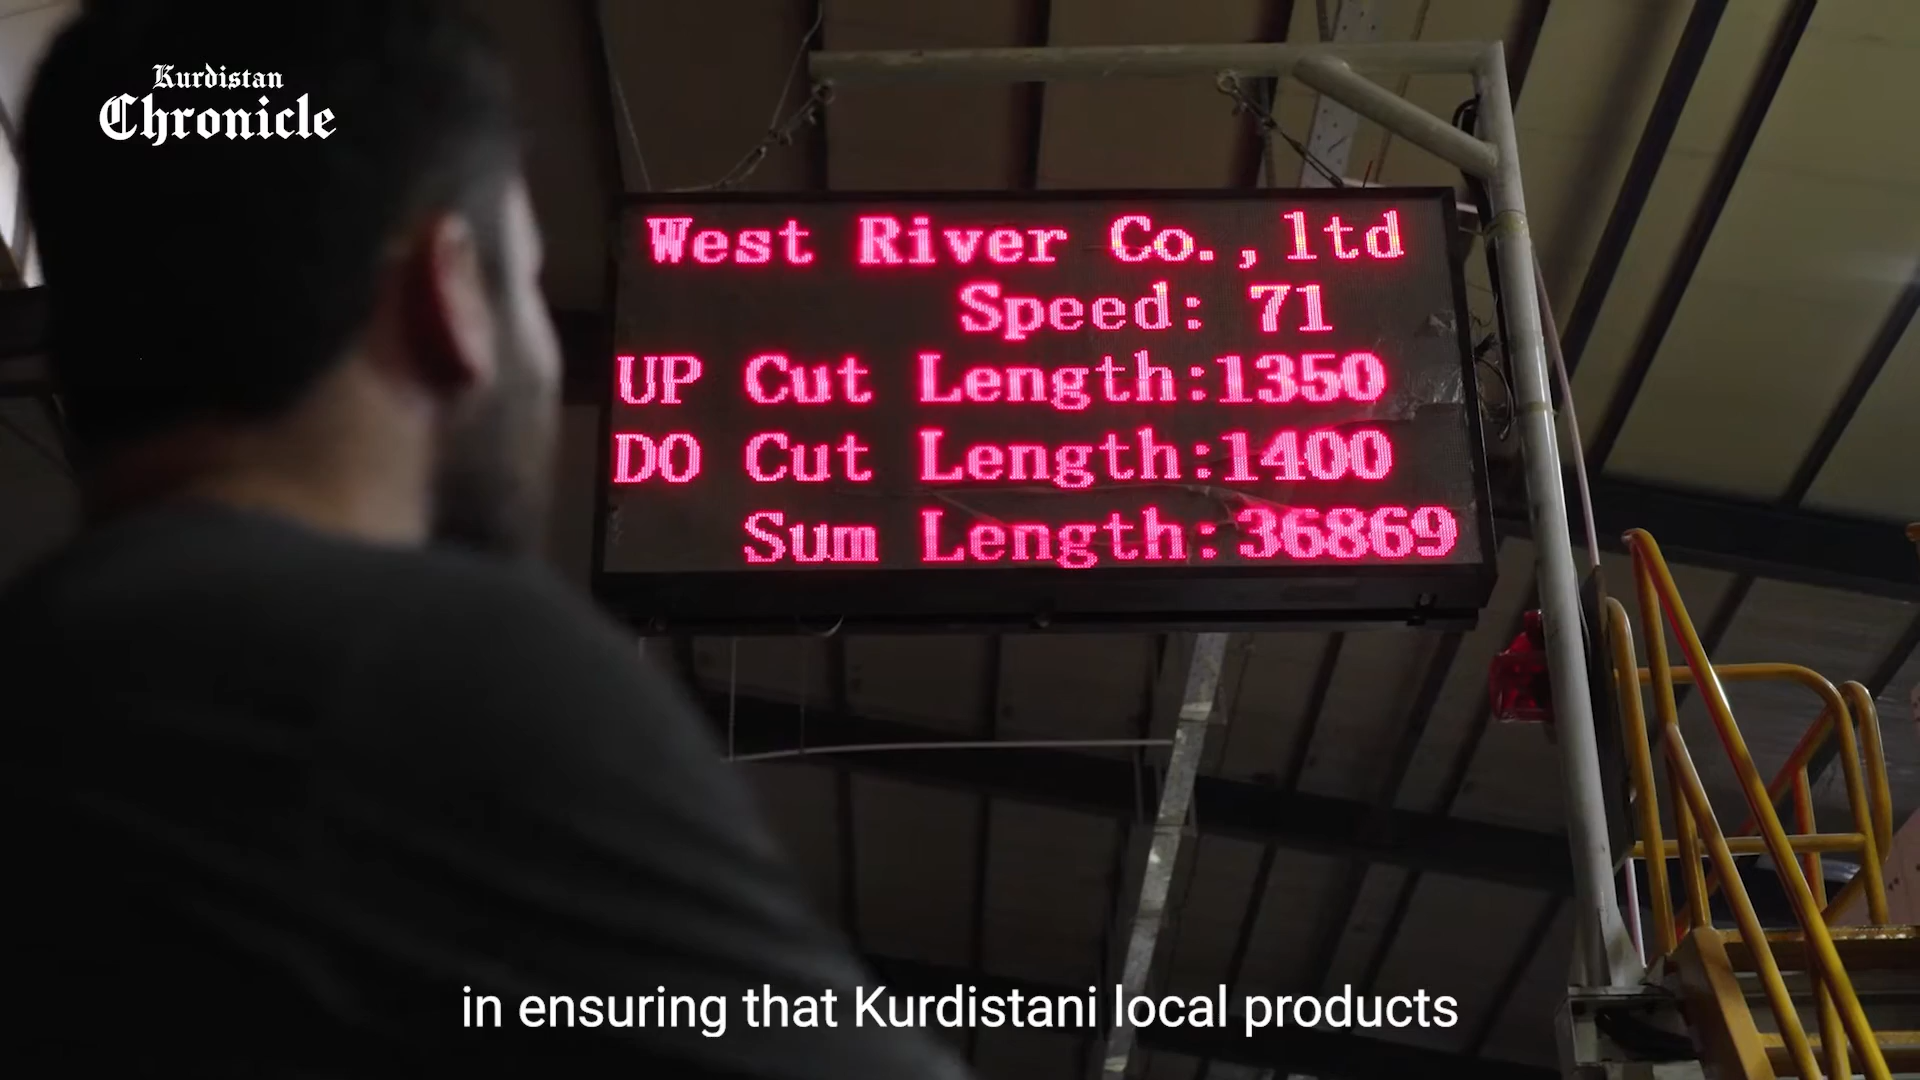 Kurdistan
Chronicle
West River Co.,ltd
Speed: 71
UP Cut Length:1350
DO Cut Length:1400
Sum Length:36869
in ensuring that Kurdistani local products